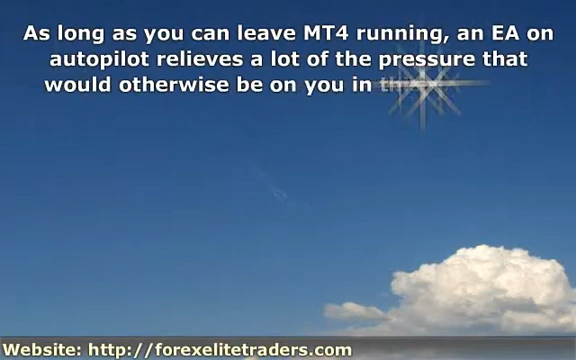 As long as you can leave MT4 running, an EA on
autopilot relieves a lot of the pressure that
would otherwise be on you in
Website: http://forexelitetraders.com